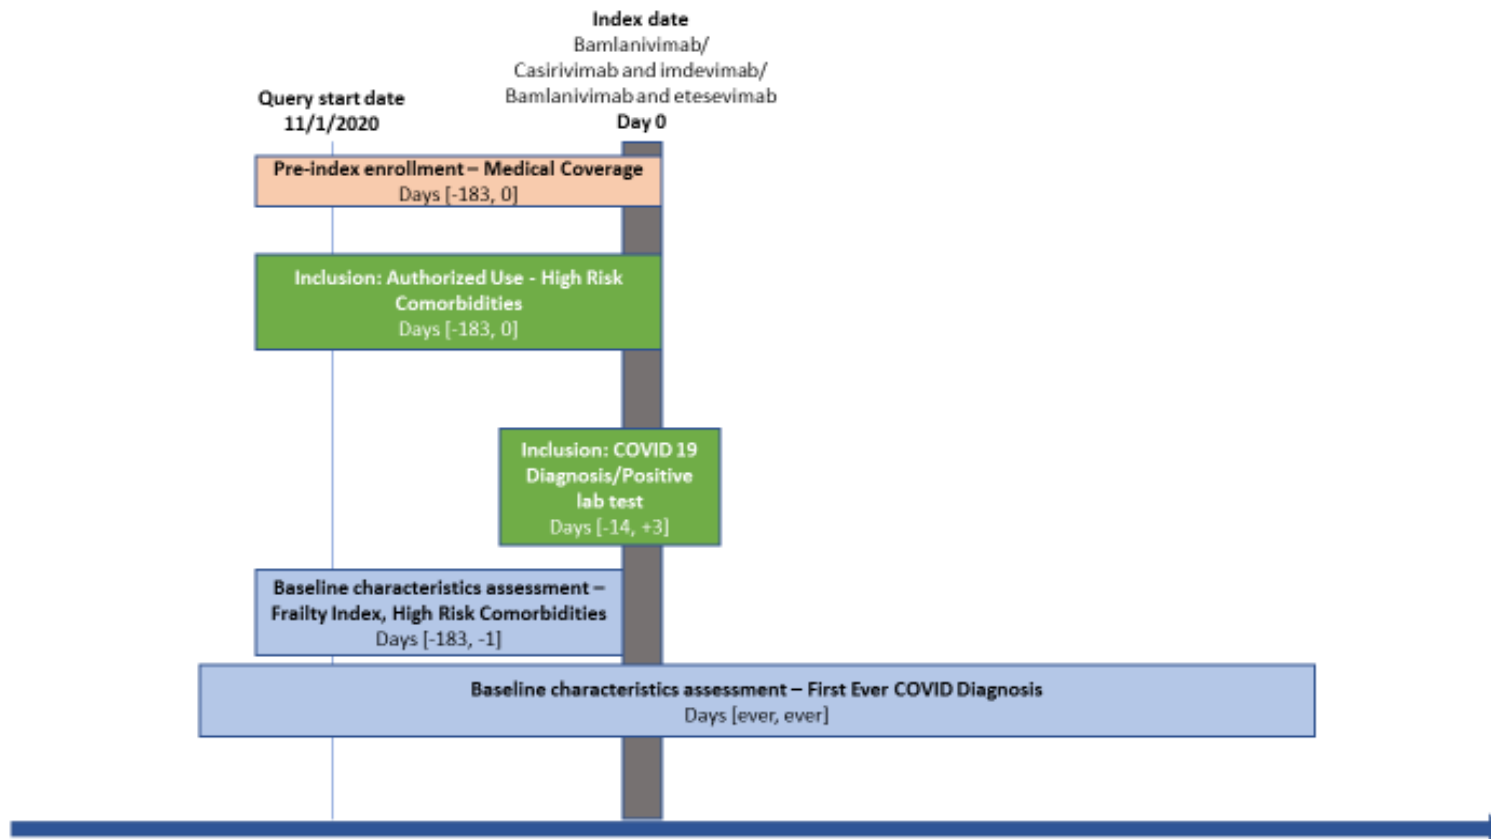 Index date
Bamlanivimab/
Casirivimab and imdevimab/
Bamlanivimab and etesevimab
Day 0
Query start date
11/1/2020
Pre-index enrollment – Medical Coverage
Days [-183, 0]
Inclusion: Authorized Use - High Risk
Comorbidities
Days [-183, 0]
Inclusion: COVID 19
Diagnosis/Positive
lab test
Days [-14, +3]
Baseline characteristics assessment –
Frailty Index, High Risk Comorbidities
Days [-183, -1]
Baseline characteristics assessment – First Ever COVID Diagnosis
Days [ever, ever]